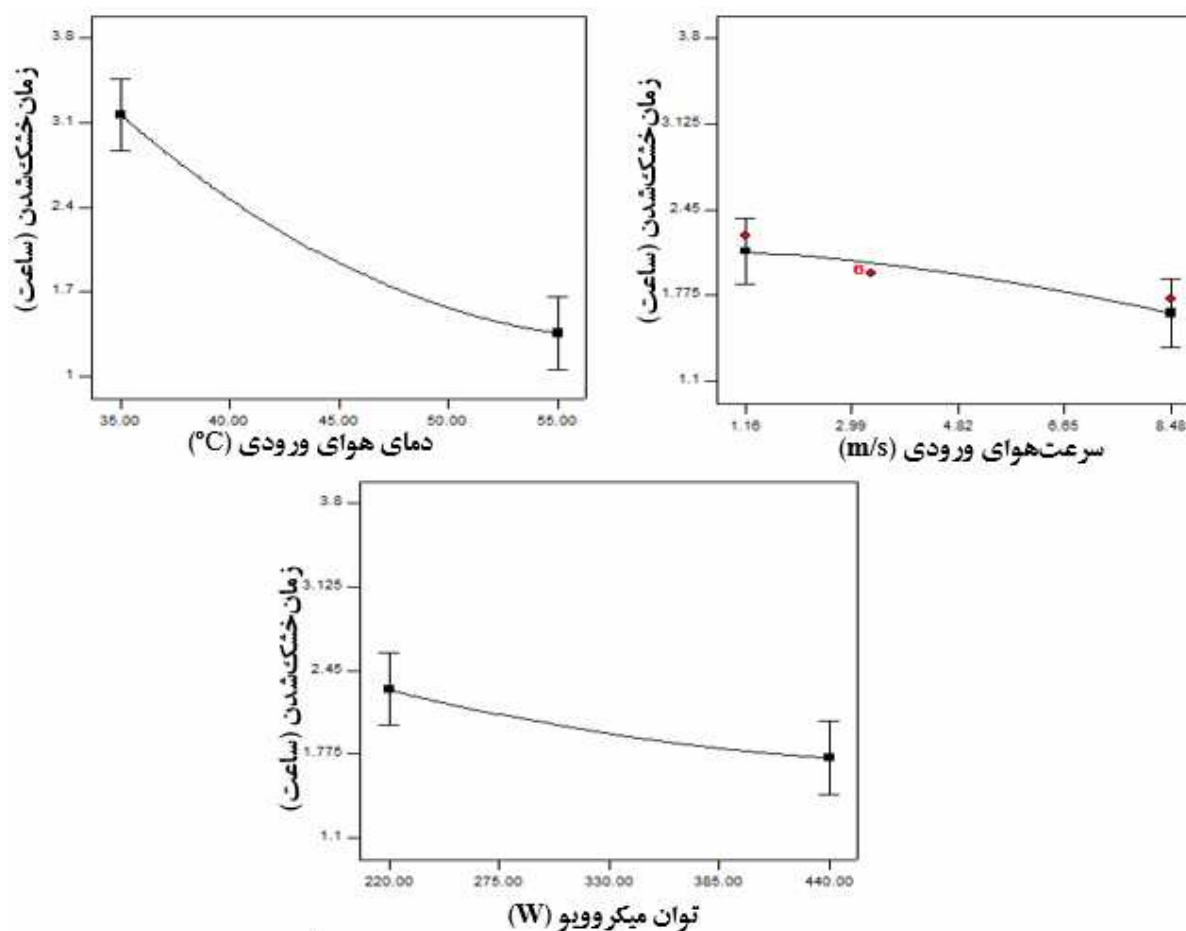 زمان‌خشک‌شدن (ساعت)
3.8
3.1
2.4
1.7
1
35.00 40.00 45.00 50.00 55.00
دمای هوای ورودی (°C)
زمان‌خشک‌شدن (ساعت)
3.8
3.125
2.45
1.775
1.1
6
1.16 2.99 4.82 6.65 8.48
سرعت‌هوای ورودی (m/s)
زمان‌خشک‌شدن (ساعت)
3.8
3.125
2.45
1.775
1.1
220.00 275.00 330.00 385.00 440.00
توان میکروویو (W)